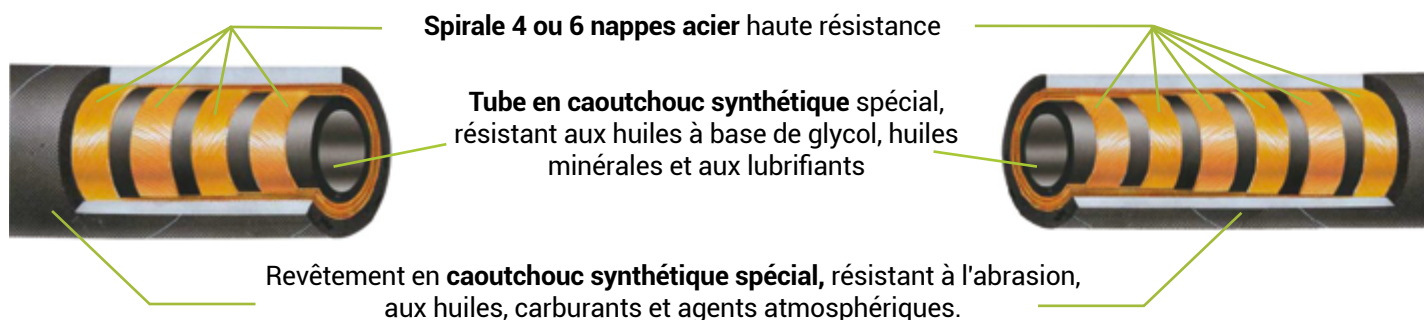 Spirale 4 ou 6 nappes acier haute résistance
Tube en caoutchouc synthétique spécial,
résistant aux huiles à base de glycol, huiles
minérales et aux lubrifiants
Revêtement en caoutchouc synthétique spécial, résistant à l'abrasion,
aux huiles, carburants et agents atmosphériques.